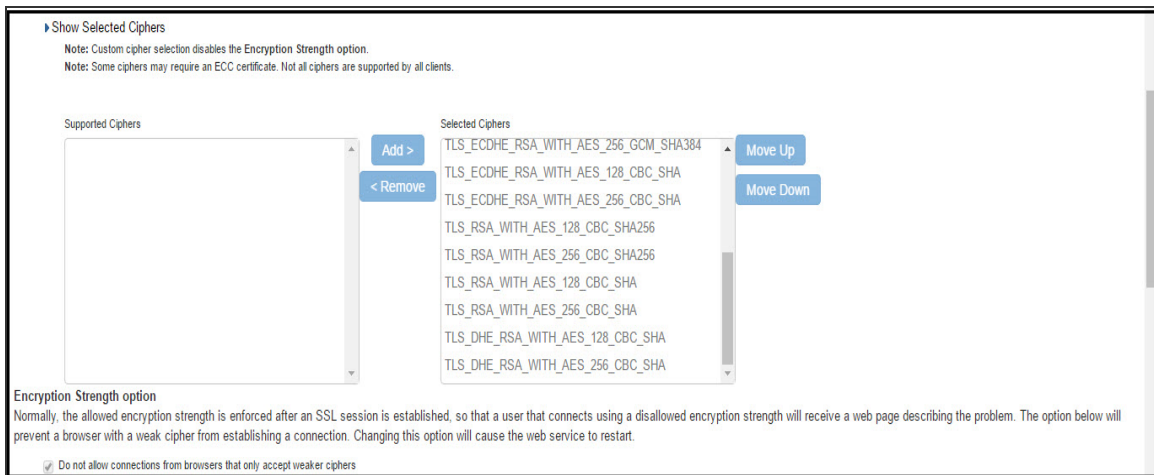 Show Selected Ciphers
Note: Custom cipher selection disables the Encryption Strength option.
Note: Some ciphers may require an ECC certificate. Not all ciphers are supported by all clients.
Supported Ciphers
Add >
< Remove
Selected Ciphers
TLS_ECDHE_RSA_WITH_AES_256_GCM_SHA384
TLS_ECDHE_RSA_WITH_AES_128_CBC_SHA
TLS_ECDHE_RSA_WITH_AES_256_CBC_SHA
TLS_RSA_WITH_AES_128_CBC_SHA256
TLS_RSA_WITH_AES_256_CBC_SHA256
TLS_RSA_WITH_AES_128_CBC_SHA
TLS_RSA_WITH_AES_256_CBC_SHA
TLS_DHE_RSA_WITH_AES_128_CBC_SHA
TLS_DHE_RSA_WITH_AES_256_CBC_SHA
Move Up
Move Down
Encryption Strength option
Normally, the allowed encryption strength is enforced after an SSL session is established, so that a user that connects using a disallowed encryption strength will receive a web page describing the problem. The option below will
prevent a browser with a weak cipher from establishing a connection. Changing this option will cause the web service to restart.
Do not allow connections from browsers that only accept weaker ciphers